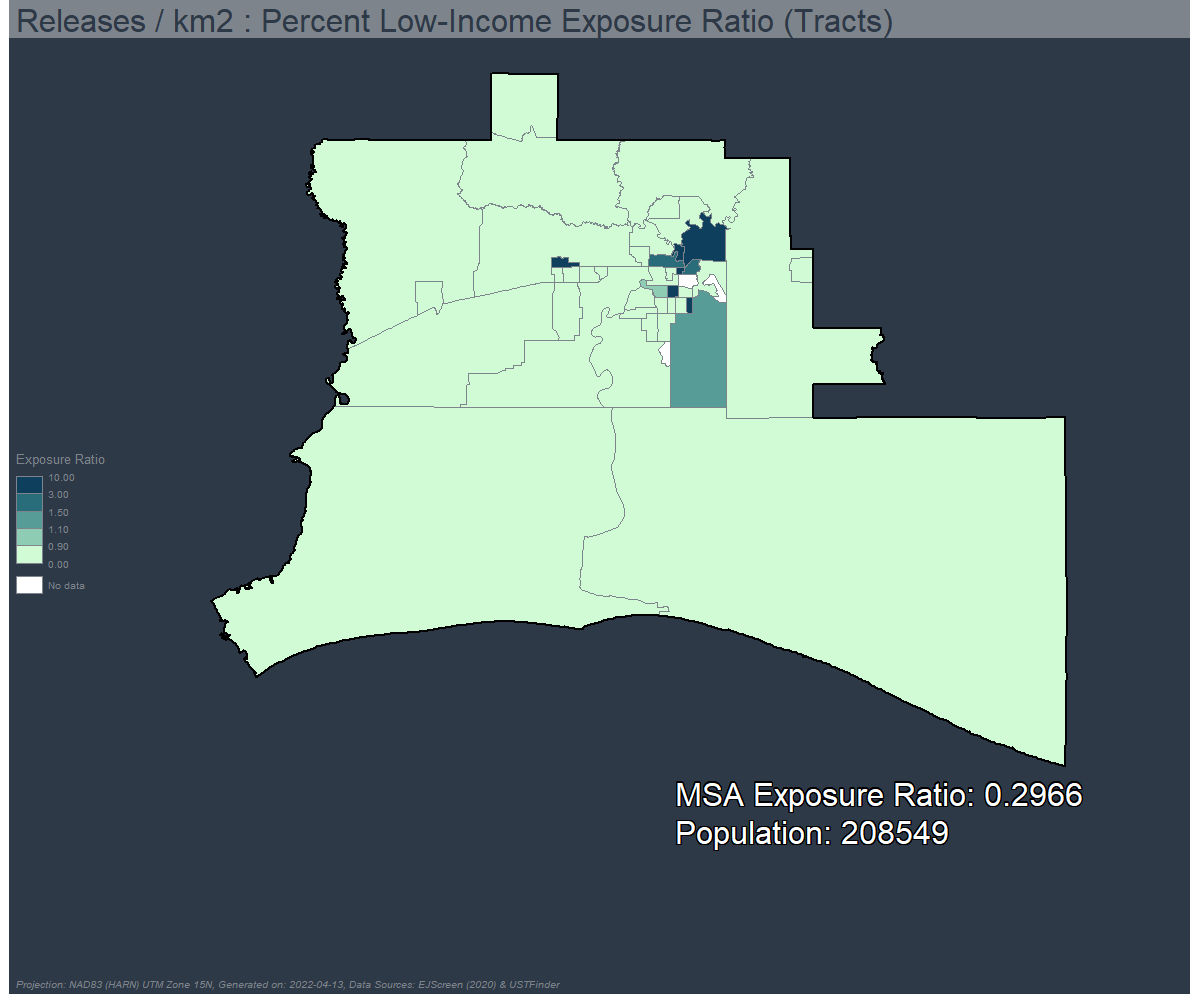 Releases / km2 : Percent Low-Income Exposure Ratio (Tracts)
Exposure Ratio
10.00
3.00
1.50
1.10
0.90
0.00
No data
MSA Exposure Ratio: 0.2966
Population: 208549
Projection: NAD83 (HARN) UTM Zone 15N, Generated on: 2022-04-13, Data Sources: EJScreen (2020) & USTFinder